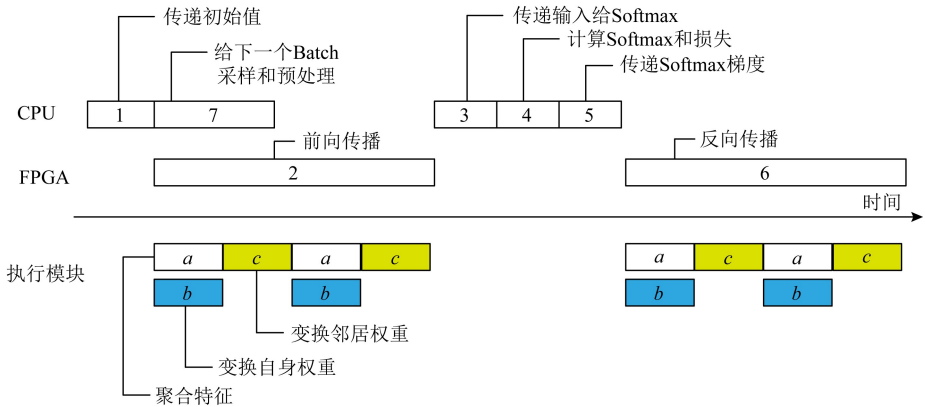 传递初始值
传递输入给Softmax
计算Softmax和损失
给下一个Batch
采样和预处理
传递Softmax梯度
CPU
1
7
3
4
5
前向传播
反向传播
FPGA
2
6
时间
执行模块
a
c
a
c
a
c
a
c
b
b
b
b
变换邻居权重
变换自身权重
聚合特征